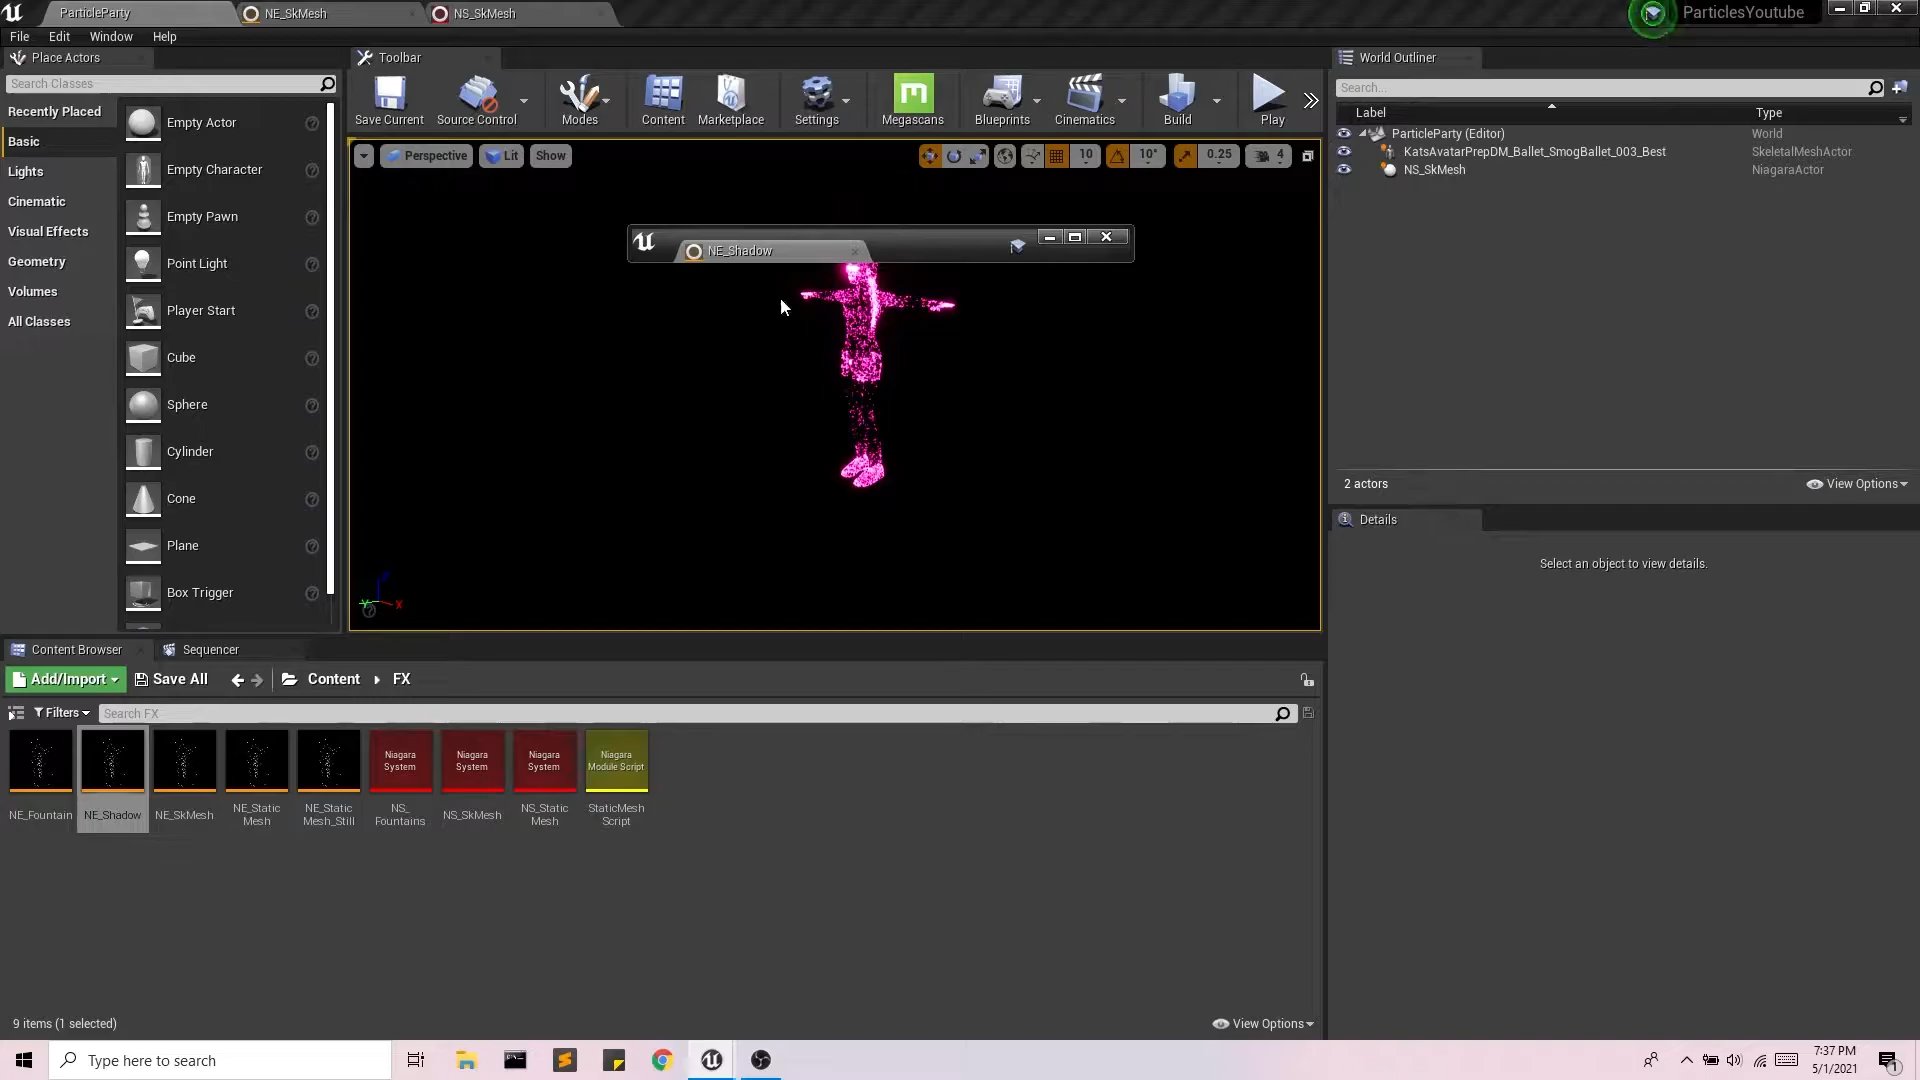 ParticleParty
NE_SkMesh
NS_SkMesh
ParticlesYoutube
File
Edit
Window
Help
Place Actors
Toolbar
World Outliner
Search Classes
Save Current
Source Control
Modes
Content
Marketplace
Settings
Megascans
Blueprints
Cinematics
Build
Play
Search...
Label
Type
ParticleParty (Editor)
World
KatsAvatarPrepDM_Ballet_SmogBallet_003_Best
SkeletalMeshActor
NS_SkMesh
NiagaraActor
2 actors
View Options
Details
Select an object to view details.
Recently Placed
Basic
Lights
Cinematic
Visual Effects
Geometry
Volumes
All Classes
Empty Actor
Empty Character
Empty Pawn
Point Light
Player Start
Cube
Sphere
Cylinder
Cone
Plane
Box Trigger
Perspective
Lit
Show
10
10°
0.25
4
NE_Shadow
X
Content Browser
Sequencer
Add/Import
Save All
Content
FX
Filters
Search FX
NE_Fountain
NE_Shadow
NE_SkMesh
NE_Static
Mesh
NE_Static
Mesh_Still
Niagara
System
NS_
Fountains
Niagara
System
NS_SkMesh
Niagara
System
NS_Static
Mesh
Niagara
Module Script
StaticMesh
Script
9 items (1 selected)
View Options
Type here to search
7:37 PM
5/1/2021
1